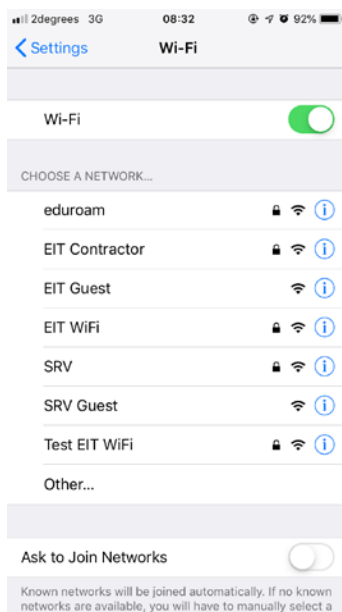 2degrees 3G 08:32 92%
Settings Wi-Fi
Wi-Fi
CHOOSE A NETWORK...
eduroam
EIT Contractor
EIT Guest
EIT WiFi
SRV
SRV Guest
Test EIT WiFi
Other...
Ask to Join Networks
Known networks will be joined automatically. If no known
networks are available, you will have to manually select a